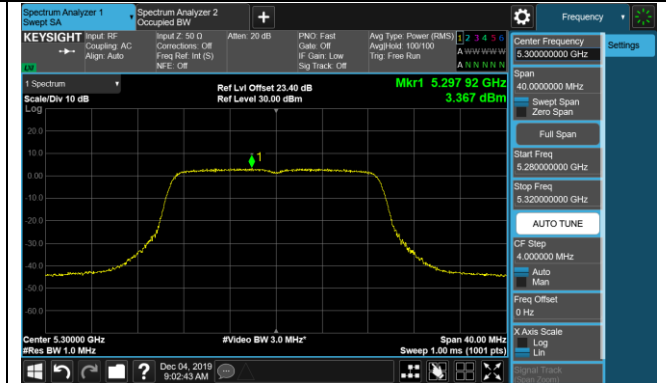 Spectrum Analyzer 1
Swept SA
Spectrum Analyzer 2
Occupied BW
+
Frequency
KEYSIGHT
Input: RF
Coupling: AC
Align: Auto
Input Z: 50 Ω
Corrections: Off
Freq Ref: Int (S)
NFE: Off
Atten: 20 dB
PNO: Fast
Gate: Off
IF Gain: Low
Sig Track: Off
Avg Type: Power (RMS)
Avg|Hold: 100/100
Trig: Free Run
1 2 3 4 5 6
A W W W W W
A N N N N N
1 Spectrum
Scale/Div 10 dB
Ref Lvl Offset 23.40 dB
Ref Level 30.00 dBm
Mkr1 5.297 92 GHz
3.367 dBm
Log
20.0
10.0
0.00
-10.0
-20.0
-30.0
-40.0
-50.0
-60.0
1
Center 5.30000 GHz
#Res BW 1.0 MHz
#Video BW 3.0 MHz*
Span 40.00 MHz
Sweep 1.00 ms (1001 pts)
Center Frequency
5.300000000 GHz
Settings
Span
40.0000000 MHz
Swept Span
Zero Span
Full Span
Start Freq
5.280000000 GHz
Stop Freq
5.320000000 GHz
AUTO TUNE
CF Step
4.000000 MHz
Auto
Man
Freq Offset
0 Hz
X Axis Scale
Log
Lin
Signal Track
(Span Zoom)
?
Dec 04, 2019
9:02:43 AM